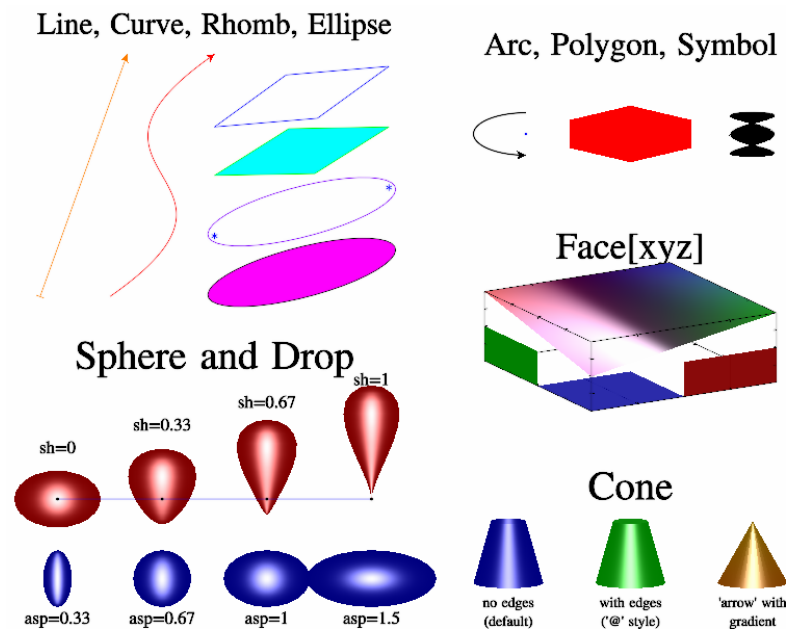 Line, Curve, Rhomb, Ellipse
Arc, Polygon, Symbol
Face[xyz]
Sphere and Drop
sh=0
sh=0.33
sh=0.67
sh=1
asp=0.33
asp=0.67
asp=1
asp=1.5
Cone
no edges
(default)
with edges
('@' style)
'arrow' with
gradient